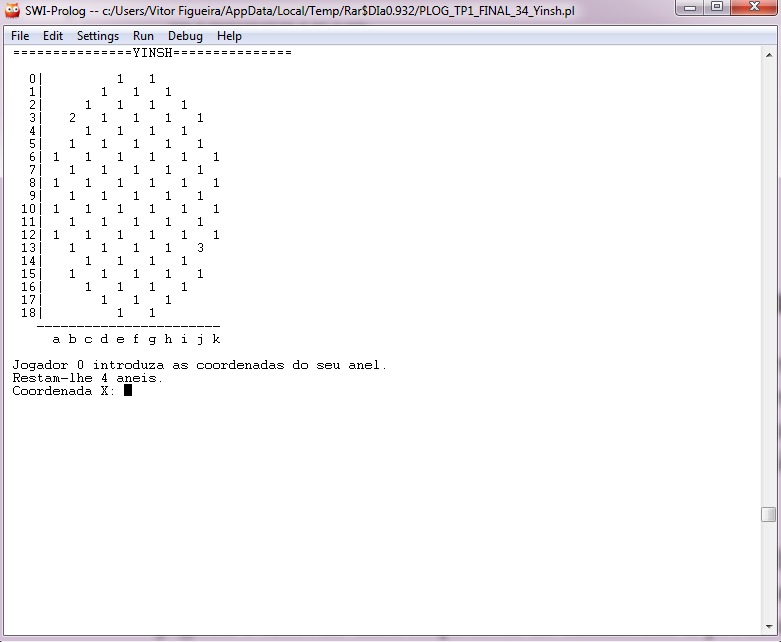 SWI-Prolog -- c:/Users/Vitor Figueira/AppData/Local/Temp/Rar$DIa0.932/PLOG_TP1_FINAL_34_Yinsh.pl
File Edit Settings Run Debug Help
===============YINSH===============
0|         1   1
1|       1   1   1
2|     1   1   1   1
3|   2   1   1   1   1
4|     1   1   1   1
5|   1   1   1   1   1
6| 1   1   1   1   1   1
7|   1   1   1   1   1
8| 1   1   1   1   1   1
9|   1   1   1   1   1
10| 1   1   1   1   1   1
11|   1   1   1   1   1
12| 1   1   1   1   1   1
13|   1   1   1   1   3
14|     1   1   1   1
15|   1   1   1   1   1
16|     1   1   1   1
17|       1   1   1
18|         1   1
-----------------------
a b c d e f g h i j k
Jogador 0 introduza as coordenadas do seu anel.
Restam-lhe 4 aneis.
Coordenada X: